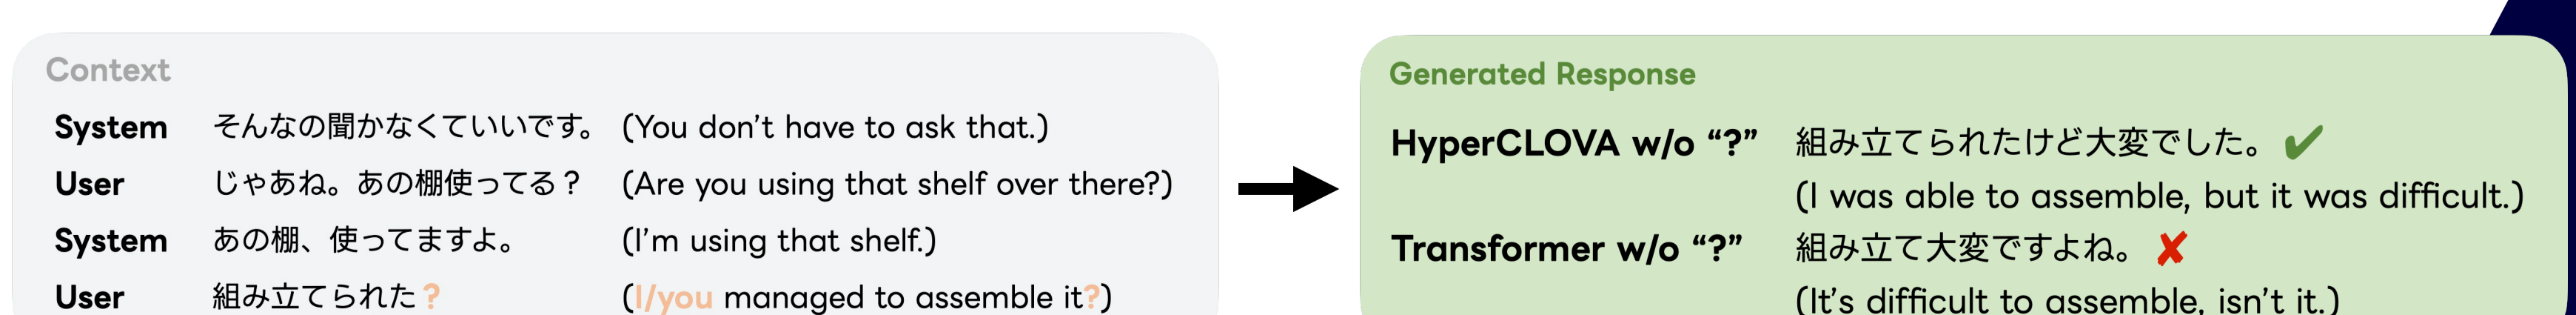 Context
System そんなの聞かなくていいです。 (You don't have to ask that.)
User じゃあね。あの棚使ってる？ (Are you using that shelf over there?)
System あの棚、使ってますよ。 (I'm using that shelf.)
User 組み立てられた？ (I/you managed to assemble it?)
Generated Response
HyperCLOVA w/o “?” 組み立てられたけど大変でした。 ✔
(I was able to assemble, but it was difficult.)
Transformer w/o “?” 組み立て大変ですよね。 ✘
(It's difficult to assemble, isn't it.)